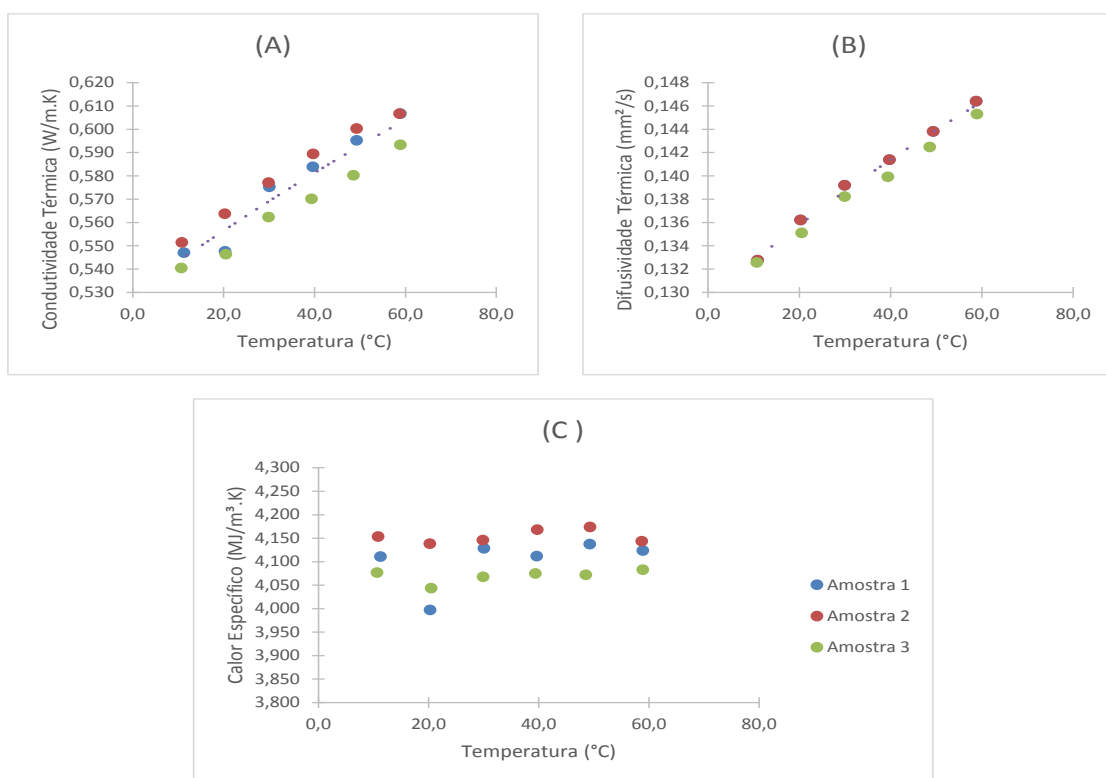 (A)
Condutividade Térmica (W/m.K)
0,620
0,610
0,600
0,590
0,580
0,570
0,560
0,550
0,540
0,530
0,0 20,0 40,0 60,0 80,0
Temperatura (°C)
(B)
Difusividade Térmica (mm²/s)
0,148
0,146
0,144
0,142
0,140
0,138
0,136
0,134
0,132
0,130
0,0 20,0 40,0 60,0 80,0
Temperatura (°C)
(C )
Calor Específico (MJ/m³.K)
4,300
4,250
4,200
4,150
4,100
4,050
4,000
3,950
3,900
3,850
3,800
0,0 20,0 40,0 60,0 80,0
Temperatura (°C)
Amostra 1
Amostra 2
Amostra 3